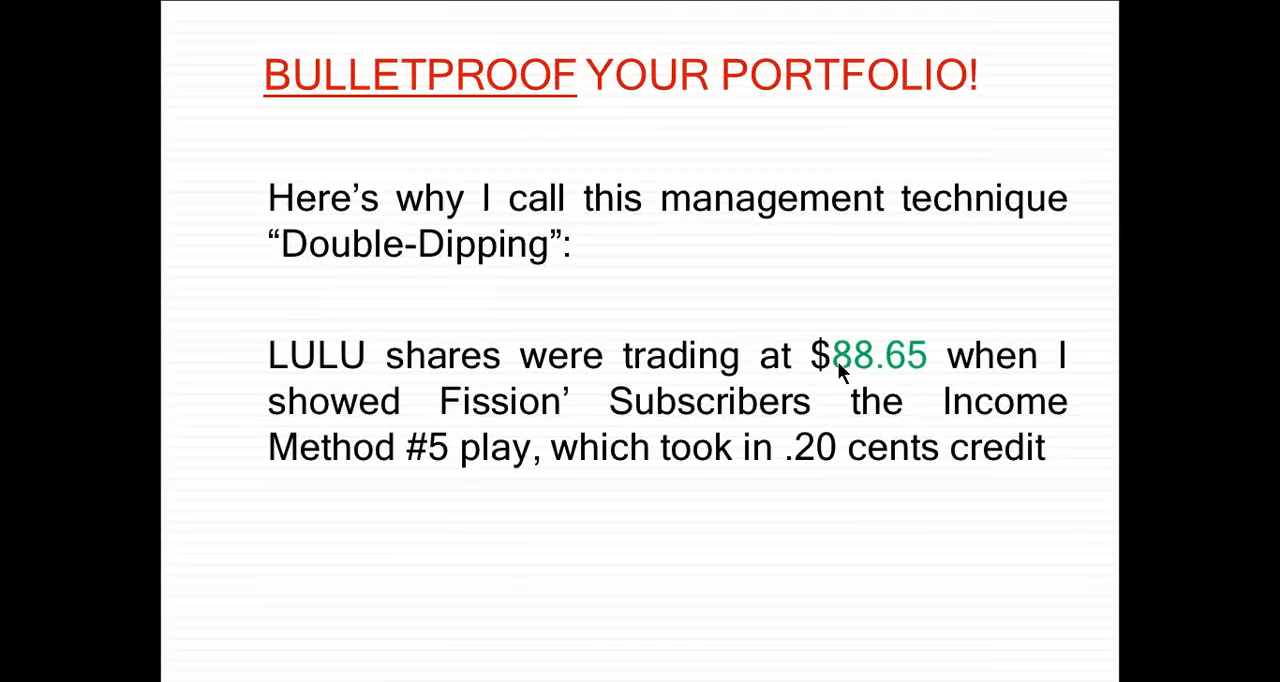 BULLETPROOF YOUR PORTFOLIO!
Here’s why I call this management technique
“Double-Dipping”:
LULU shares were trading at $88.65 when I
showed Fission’ Subscribers the Income
Method #5 play, which took in .20 cents credit